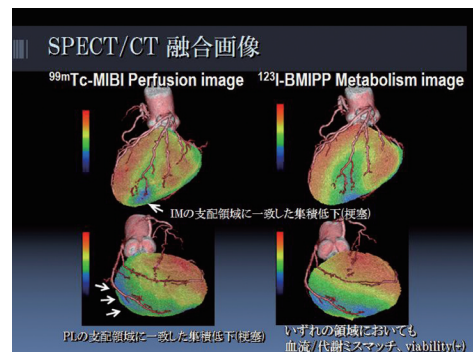 SPECT/CT 融合画像
99mTc-MIBI Perfusion image
123I-BMIPP Metabolism image
IMの支配領域に一致した集積低下(梗塞)
PLの支配領域に一致した集積低下(梗塞)
いずれの領域においても
血流/代謝ミスマッチ、viability(+)